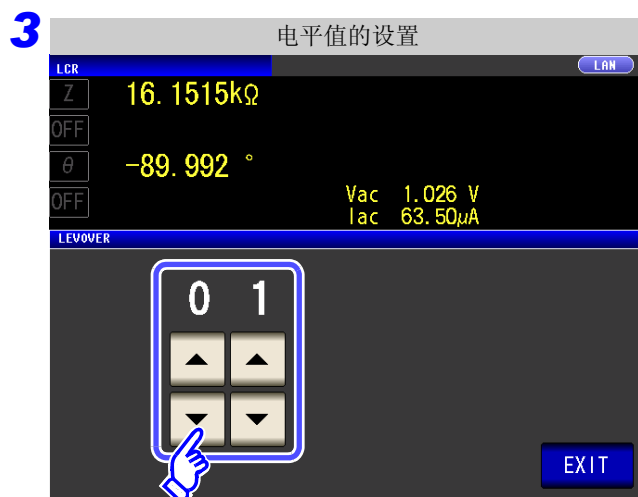 3
电平值的设置
LCR
LAN
Z 16.1515kΩ
OFF
θ -89.992 °
OFF
Vac 1.026 V
Iac 63.50μA
LEVOVER
0 1
EXIT